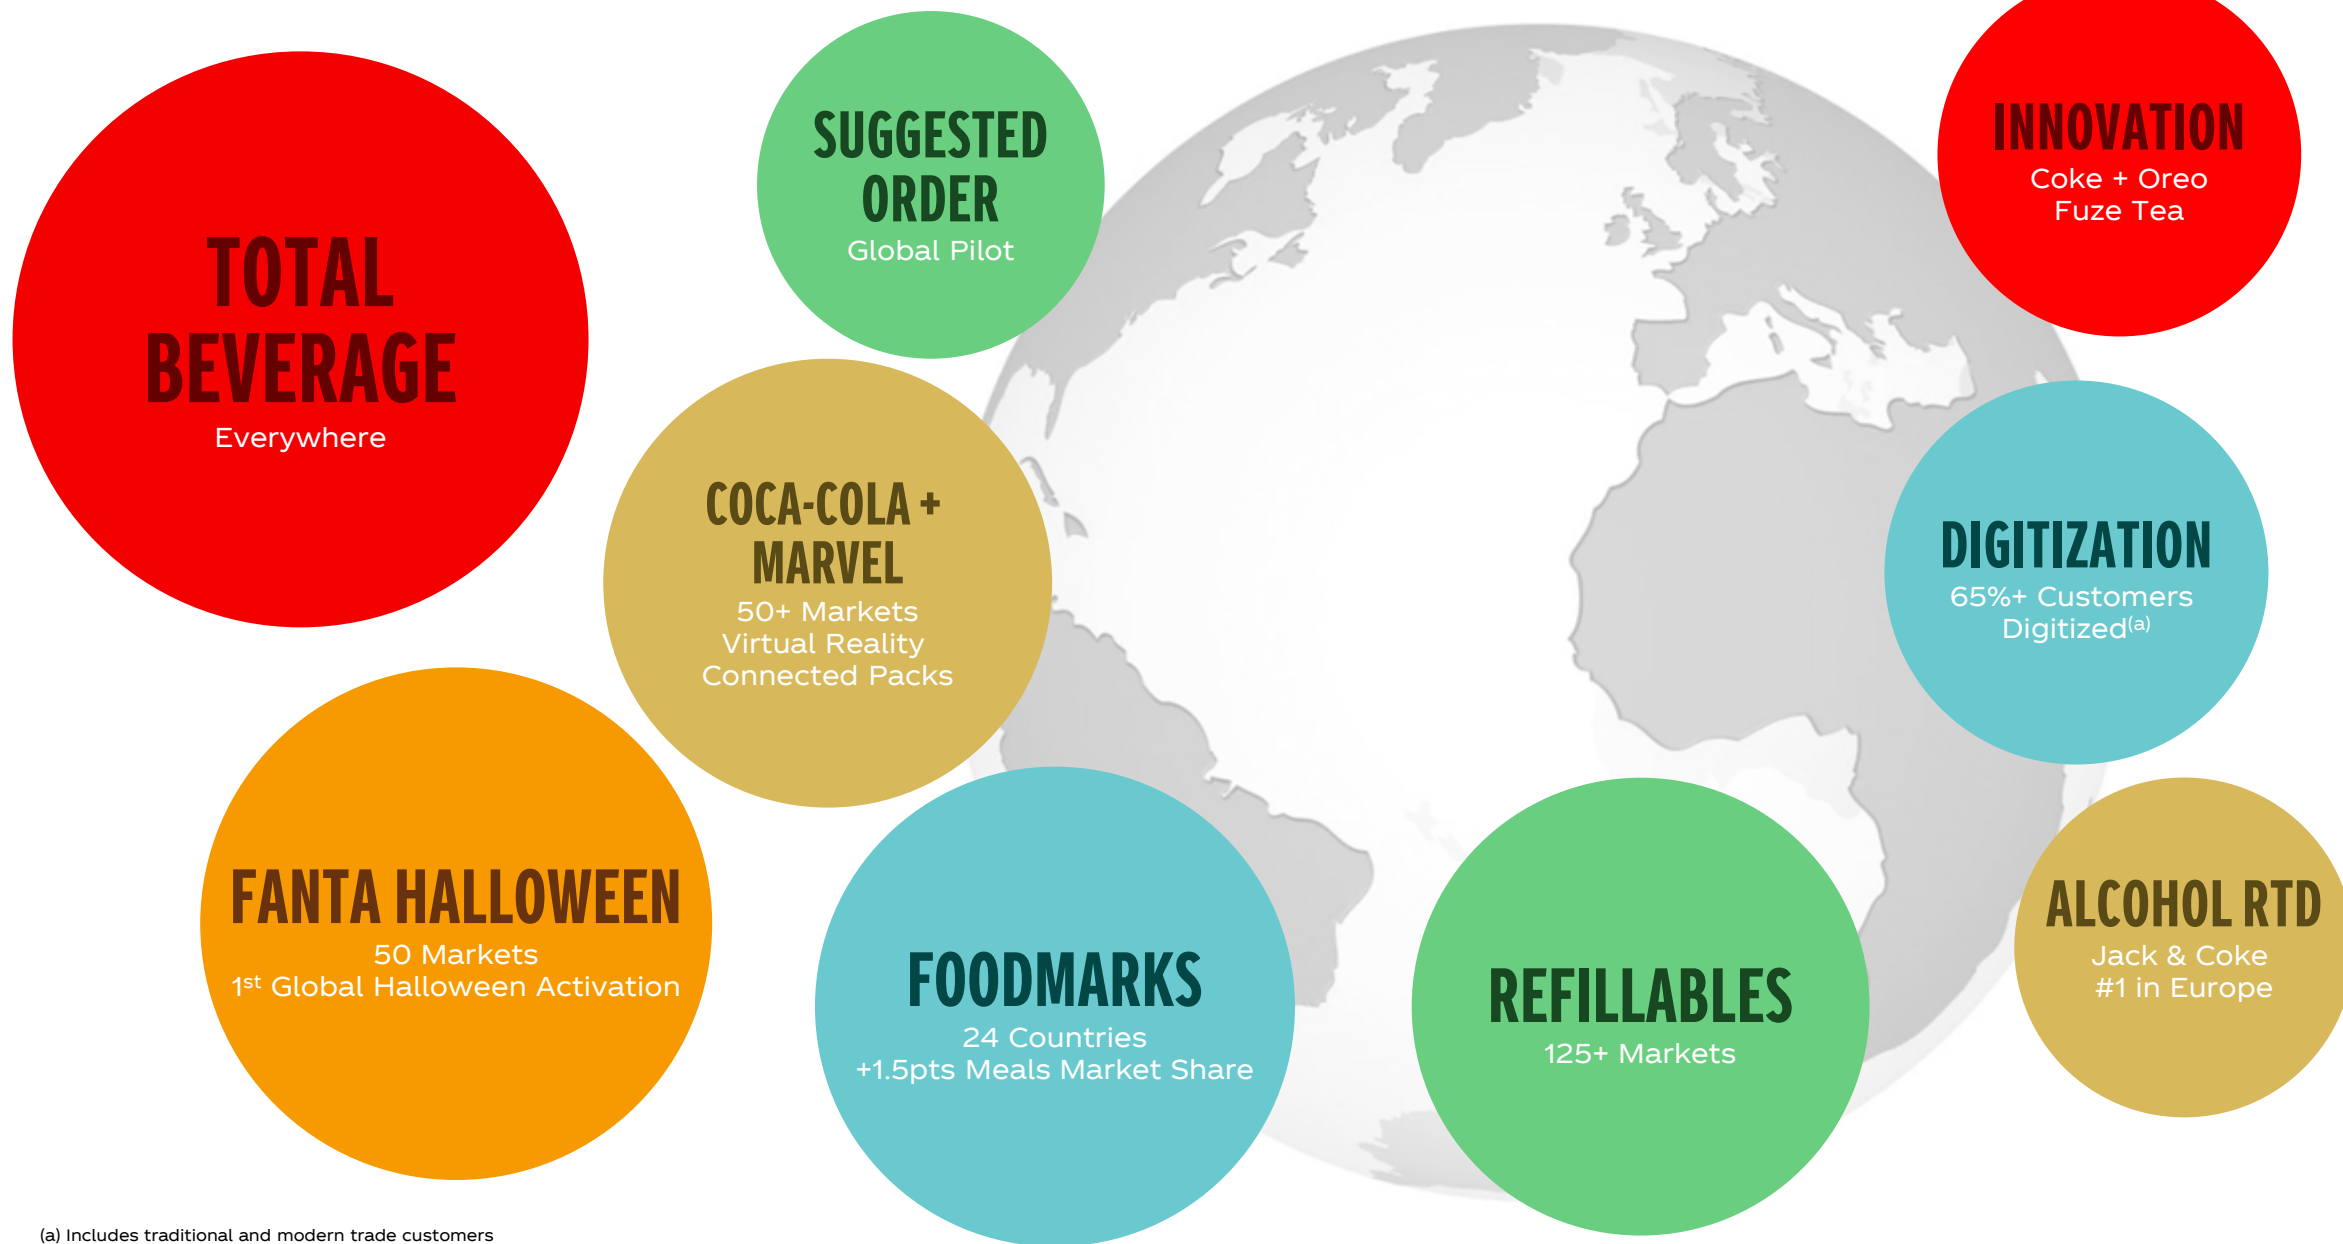 TOTAL
BEVERAGE
Everywhere
SUGGESTED
ORDER
Global Pilot
INNOVATION
Coke + Oreo
Fuze Tea
COCA-COLA +
MARVEL
50+ Markets
Virtual Reality
Connected Packs
DIGITIZATION
65%+ Customers
Digitized(a)
FANTA HALLOWEEN
50 Markets
1st Global Halloween Activation
FOODMARKS
24 Countries
+1.5pts Meals Market Share
REFILLABLES
125+ Markets
ALCOHOL RTD
Jack & Coke
#1 in Europe
(a) Includes traditional and modern trade customers